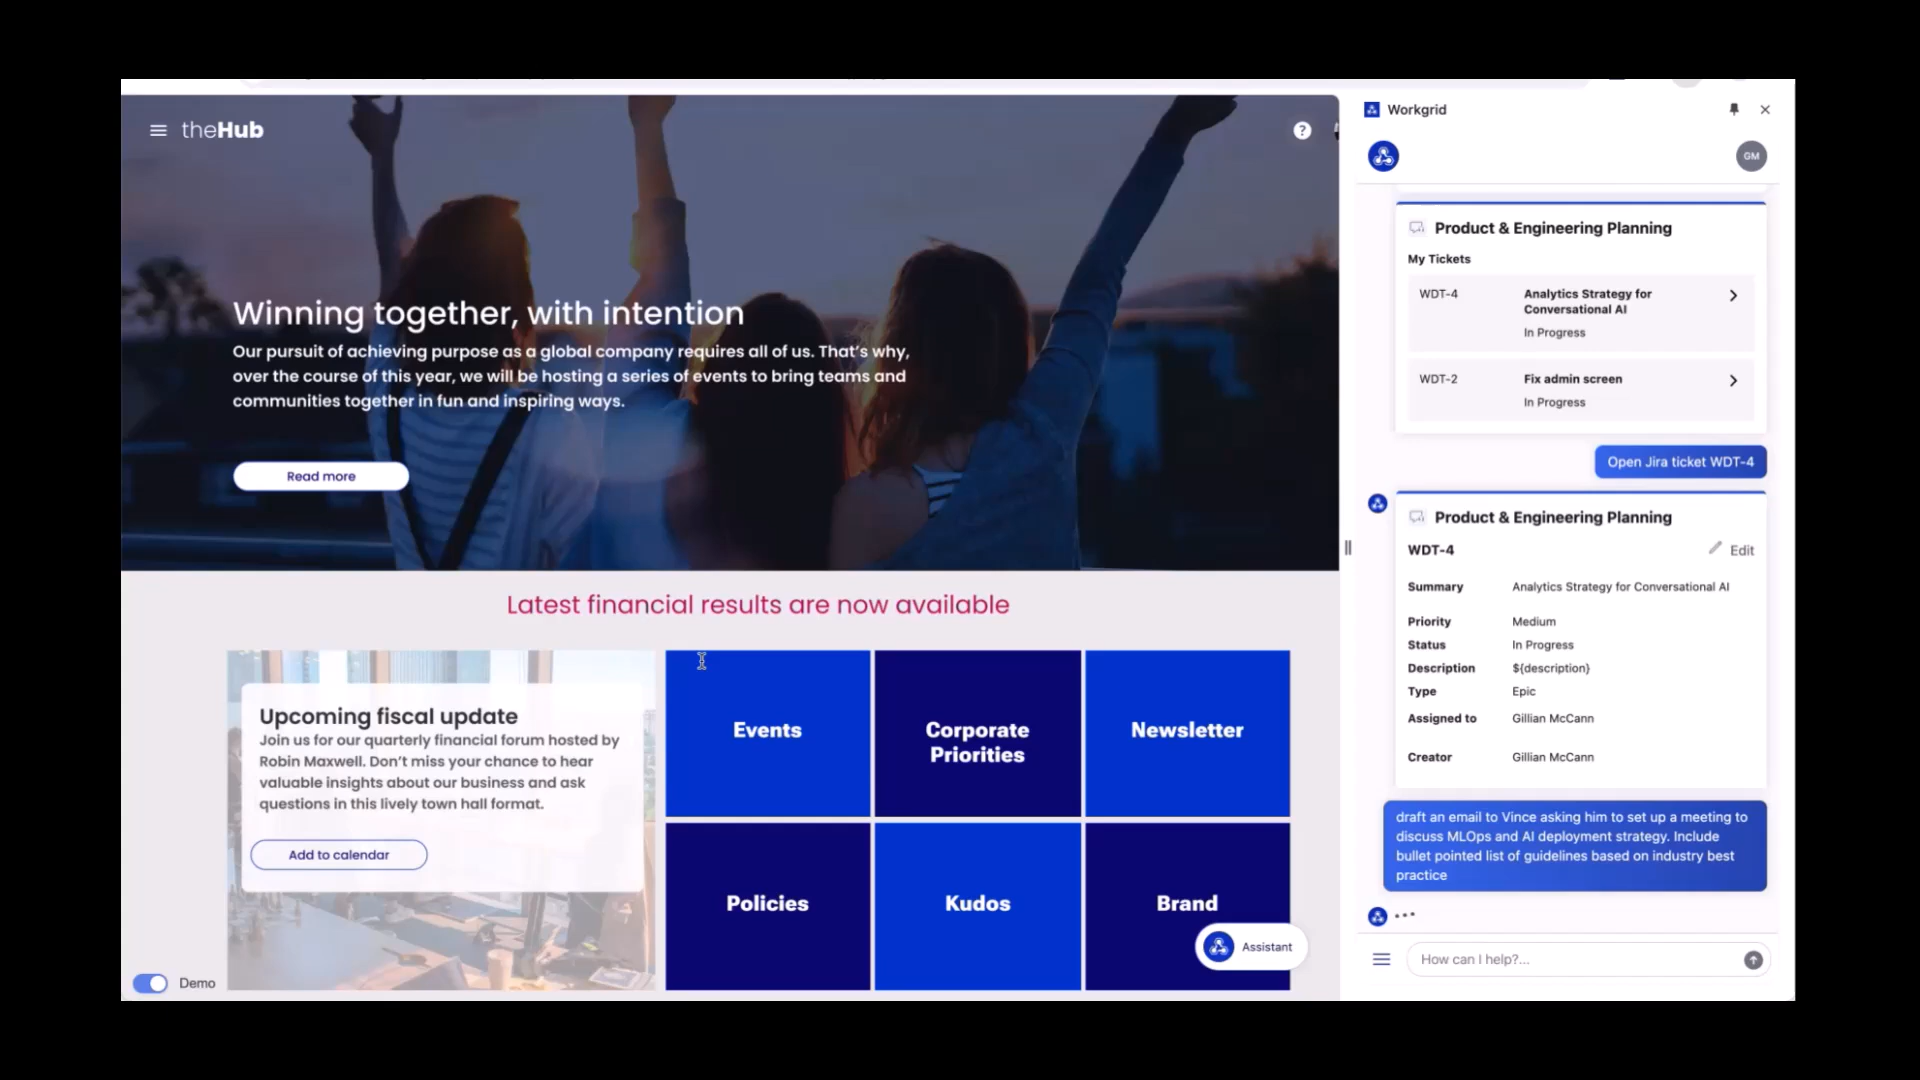 theHub
?
Winning together, with intention
Our pursuit of achieving purpose as a global company requires all of us. That's why,
over the course of this year, we will be hosting a series of events to bring teams and
communities together in fun and inspiring ways.
Read more
Latest financial results are now available
Upcoming fiscal update
Join us for our quarterly financial forum hosted by
Robin Maxwell. Don't miss your chance to hear
valuable insights about our business and ask
questions in this lively town hall format.
Add to calendar
Events
Corporate
Priorities
Newsletter
Policies
Kudos
Brand
Assistant
Demo
Workgrid
GM
Product & Engineering Planning
My Tickets
WDT-4
Analytics Strategy for
Conversational AI
In Progress
WDT-2
Fix admin screen
In Progress
Open Jira ticket WDT-4
Product & Engineering Planning
WDT-4
Edit
Summary
Analytics Strategy for Conversational AI
Priority
Medium
Status
In Progress
Description
${description}
Type
Epic
Assigned to
Gillian McCann
Creator
Gillian McCann
draft an email to Vince asking him to set up a meeting to
discuss MLOps and AI deployment strategy. Include
bullet pointed list of guidelines based on industry best
practice
How can I help?...